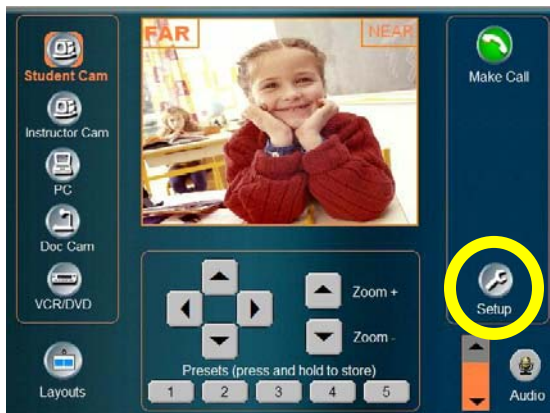 Student Cam
Instructor Cam
PC
Doc Cam
VCR/DVD
Layouts
FAR
NEAR
Zoom +
Zoom -
Presets (press and hold to store)
1 2 3 4 5
Make Call
Setup
Audio